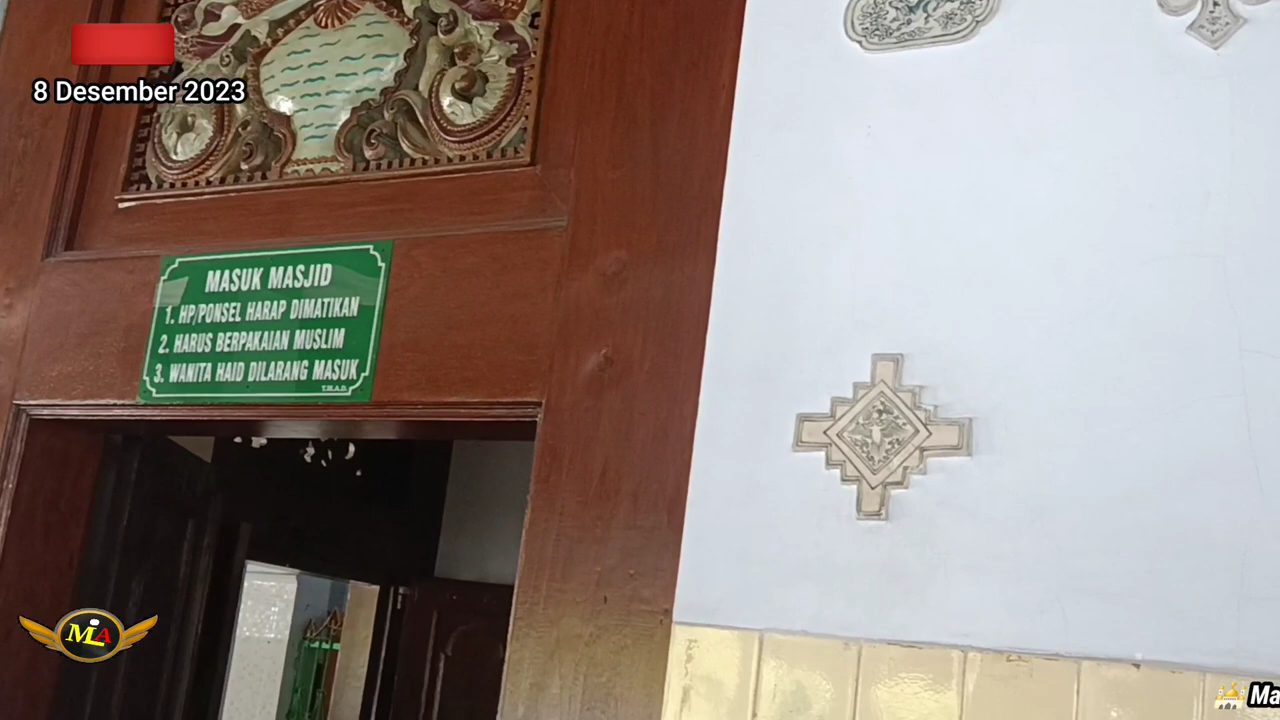 8 Desember 2023
MASUK MASJID
1. HP/PONSEL HARAP DIMATIKAN
2. HARUS BERPAKAIAN MUSLIM
3. WANITA HAID DILARANG MASUK
MIA
Ma